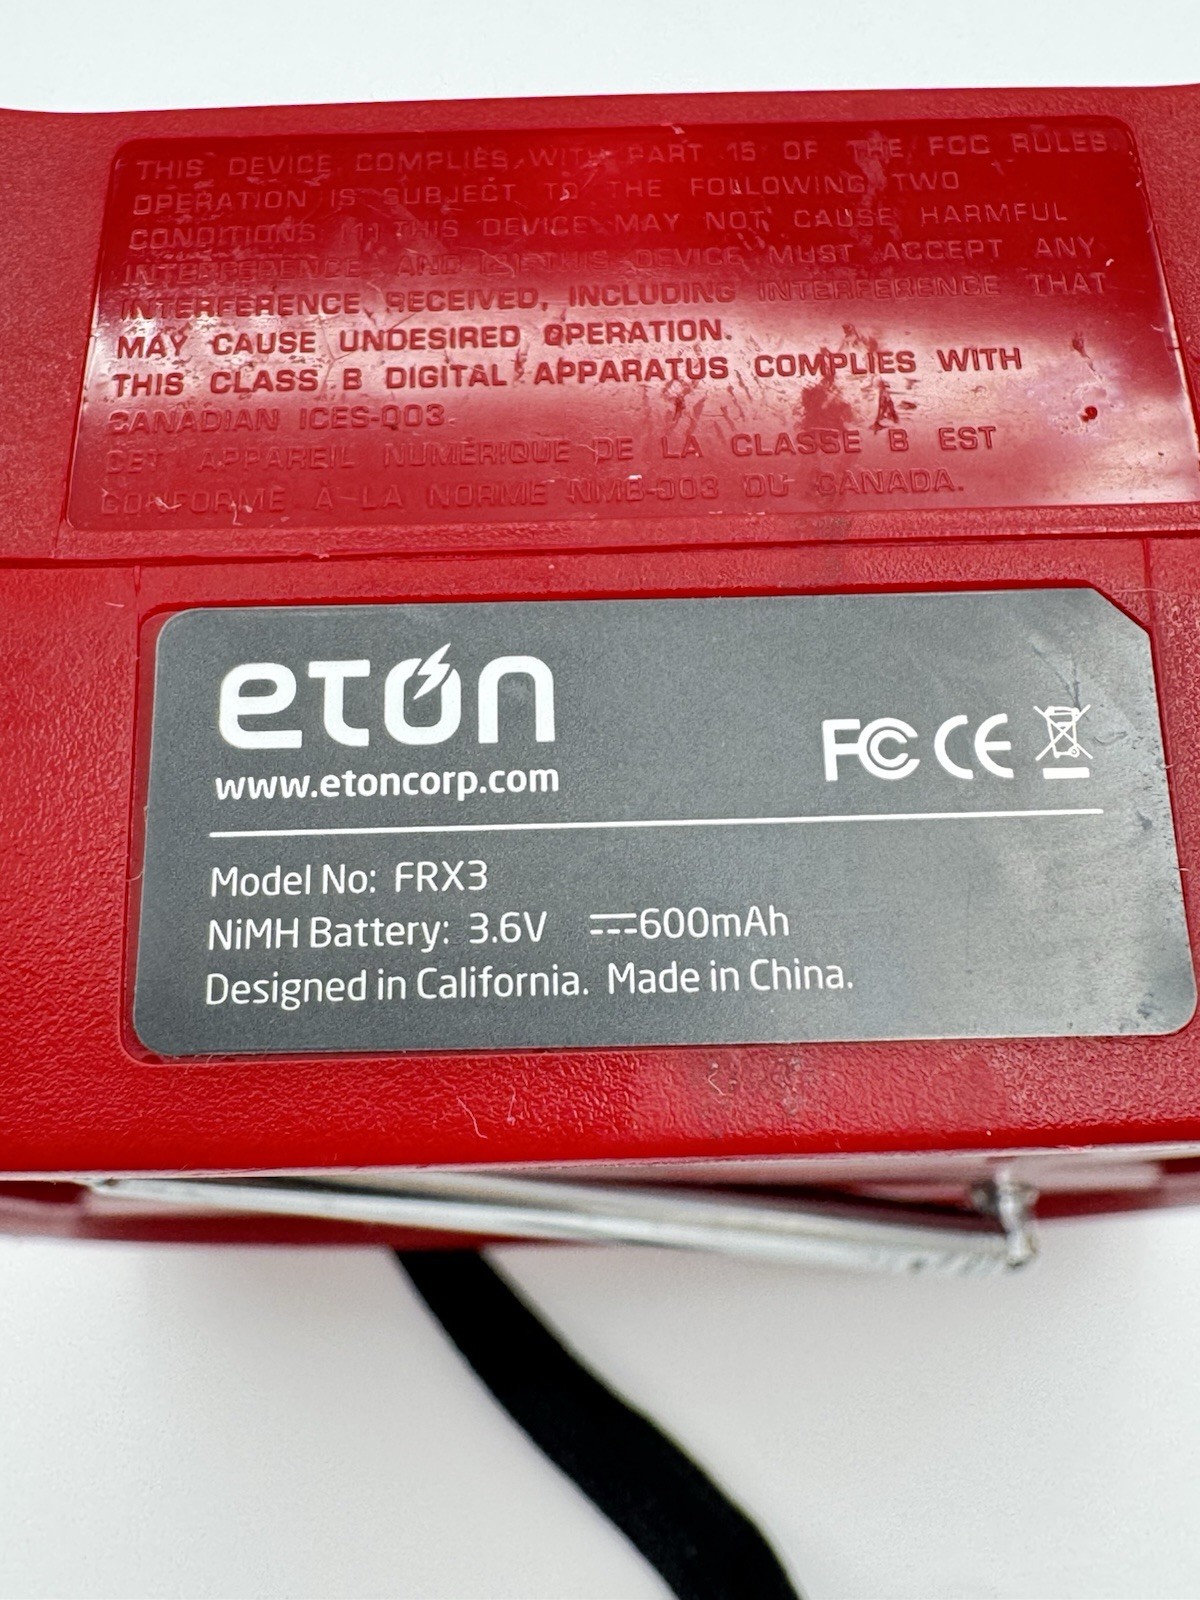 THIS DEVICE COMPLIES WITH PART 15 OF THE FCC RULES
OPERATION IS SUBJECT TO THE FOLLOWING TWO
CONDITIONS (1) THIS DEVICE MAY NOT CAUSE HARMFUL
INTERFERENCE AND (2) THIS DEVICE MUST ACCEPT ANY
INTERFERENCE RECEIVED, INCLUDING INTERFERENCE THAT
MAY CAUSE UNDESIRED OPERATION.
THIS CLASS B DIGITAL APPARATUS COMPLIES WITH
CANADIAN ICES-003.
CET APPAREIL NUMÉRIQUE DE LA CLASSE B EST
CONFORME À LA NORME NMB-003 DU CANADA.
etón
www.etoncorp.com
FC CE
Model No: FRX3
NiMH Battery: 3.6V ⎓600mAh
Designed in California. Made in China.